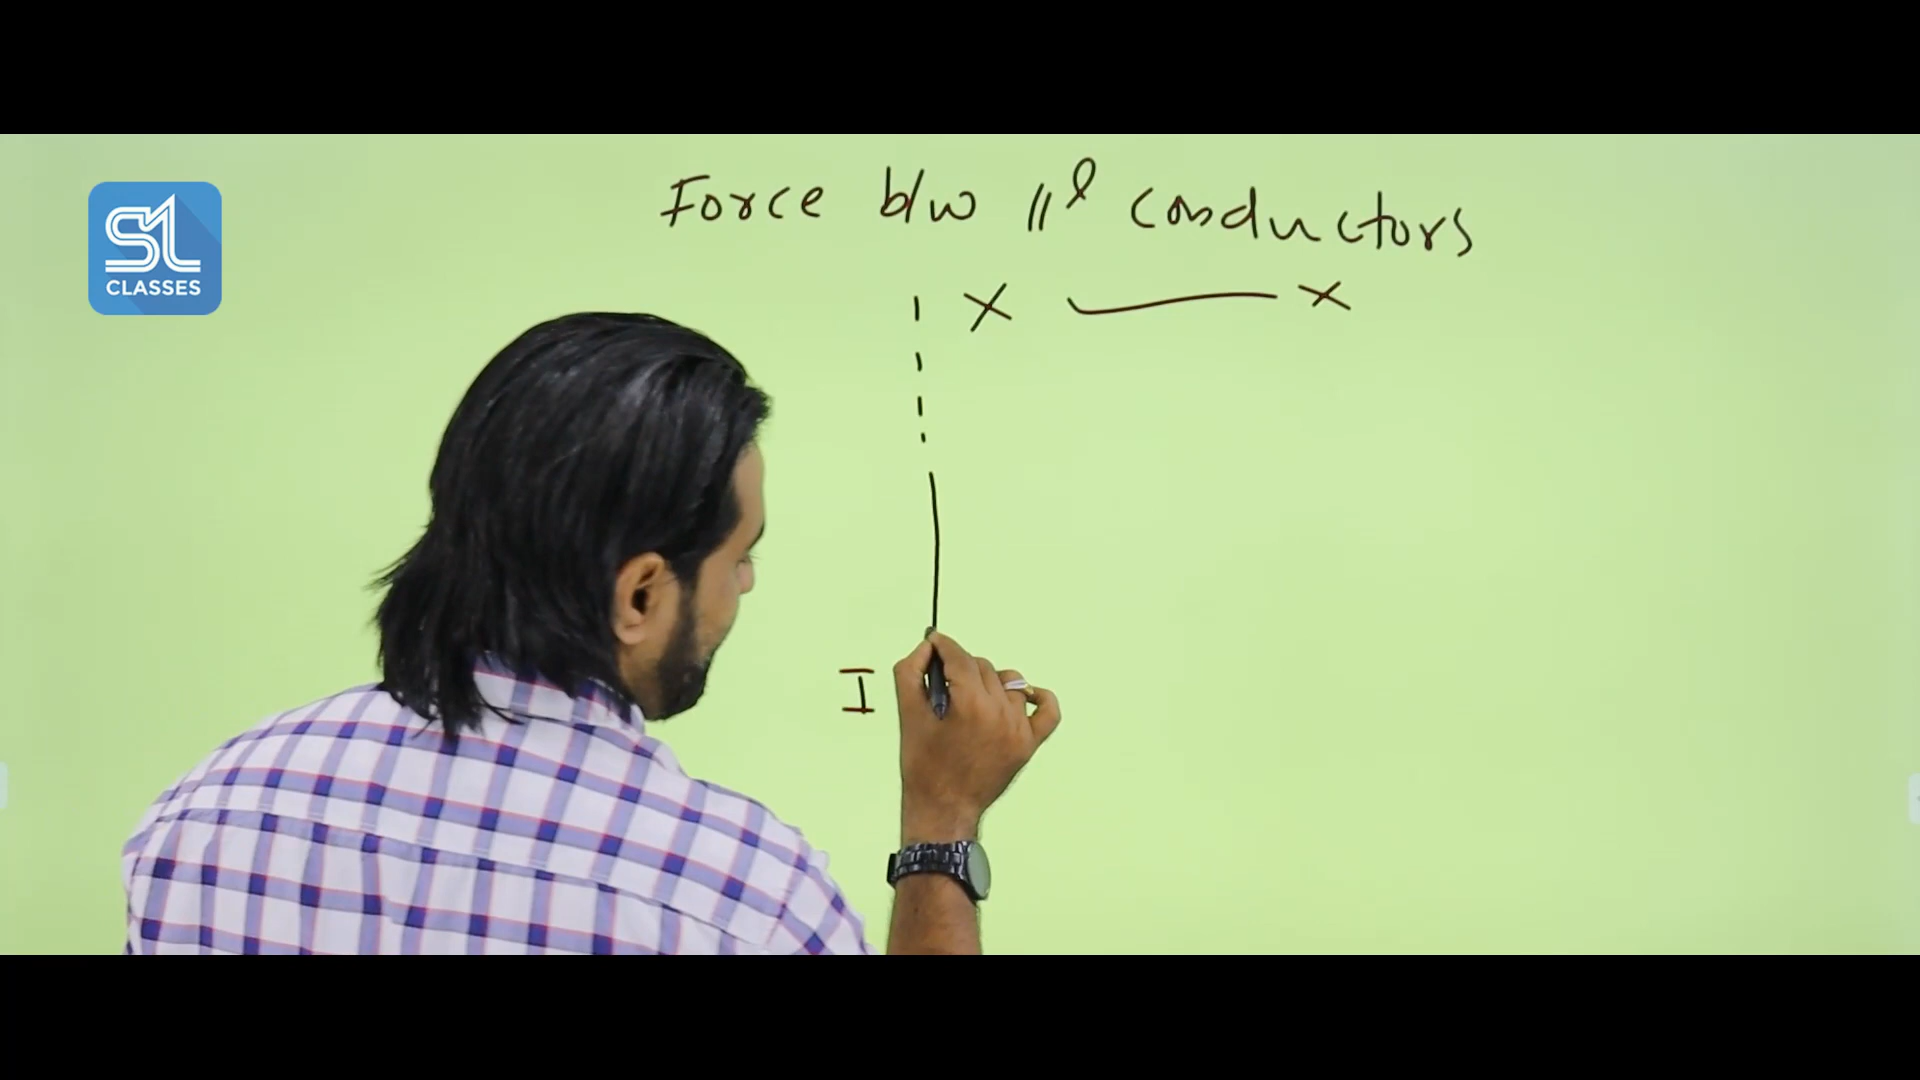 SL
CLASSES
Force b/w ||l conductors
x — x
I